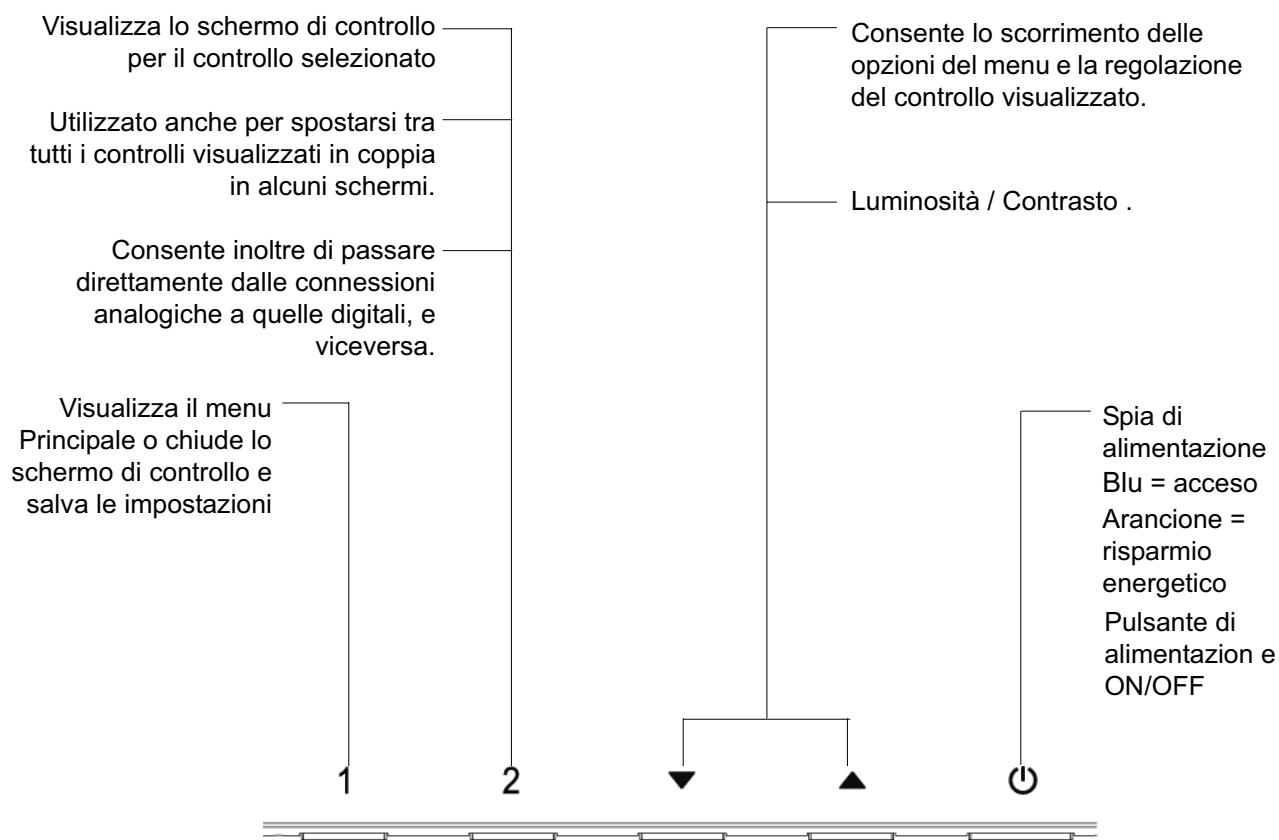 Visualizza lo schermo di controllo
per il controllo selezionato
Utilizzato anche per spostarsi tra
tutti i controlli visualizzati in coppia
in alcuni schermi.
Consente inoltre di passare
direttamente dalle connessioni
analogiche a quelle digitali, e
viceversa.
Visualizza il menu
Principale o chiude lo
schermo di controllo e
salva le impostazioni
Consente lo scorrimento delle
opzioni del menu e la regolazione
del controllo visualizzato.
Luminosità / Contrasto .
Spia di
alimentazione
Blu = acceso
Arancione =
risparmio
energetico
Pulsante di
alimentazion e
ON/OFF
1 2 ▼ ▲ ⏻